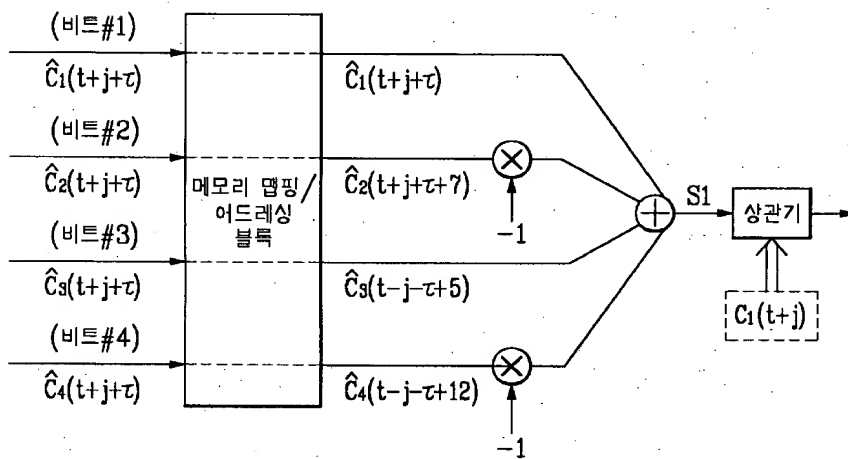 (비트#1)
Ĉ1(t+j+τ)
(비트#2)
Ĉ2(t+j+τ)
(비트#3)
Ĉ3(t+j+τ)
(비트#4)
Ĉ4(t+j+τ)
메모리 맵핑/
어드레싱
블록
Ĉ1(t+j+τ)
Ĉ2(t+j+τ+7)
-1
Ĉ3(t-j-τ+5)
Ĉ4(t-j-τ+12)
-1
S1
상관기
C1(t+j)